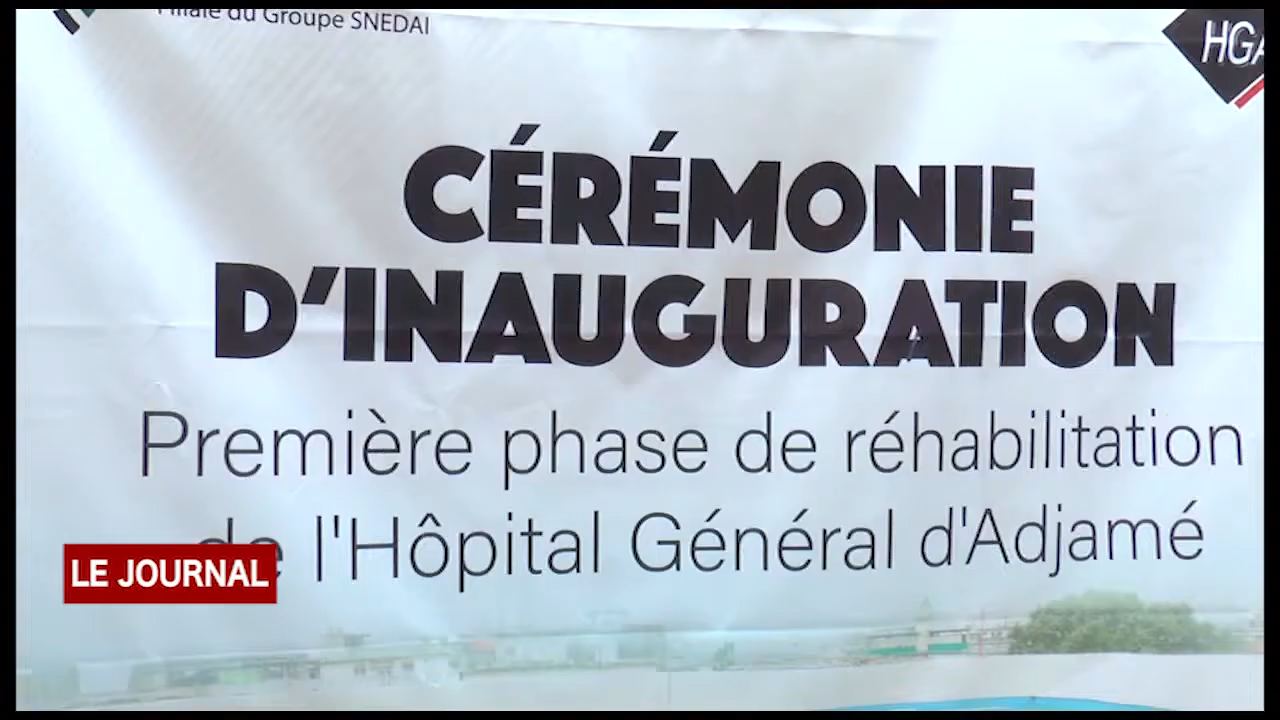 Filiale du Groupe SNEDAI
HGA
CÉRÉMONIE
D'INAUGURATION
Première phase de réhabilitation
de l'Hôpital Général d'Adjamé
LE JOURNAL